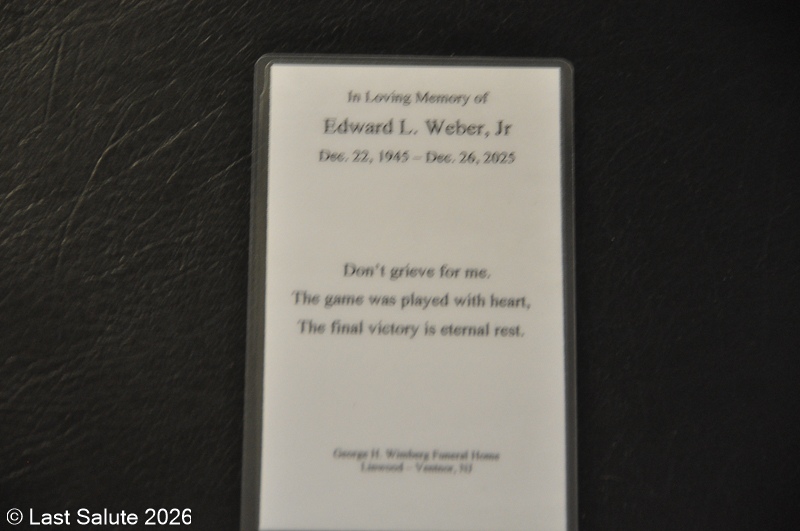 In Loving Memory of
Edward L. Weber, Jr
Dec. 22, 1945 – Dec. 26, 2025
Don't grieve for me.
The game was played with heart,
The final victory is eternal rest.
George H. Wimberg Funeral Home
Linwood – Ventnor, NJ
© Last Salute 2026